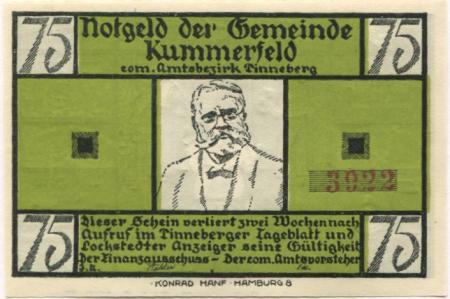 75 Notgeld der Gemeinde 75
Kummerfeld
com. Amtsbezirk Pinneberg
3922
75 Dieser Schein verliert zwei Wochen nach 75
Aufruf im Pinneberger Tageblatt und
Lockstedter Anzeiger seine Gültigkeit
Der Finanzausschuss - Der com. Amtsvorsteher
J.A.
KONRAD HANF - HAMBURG 8